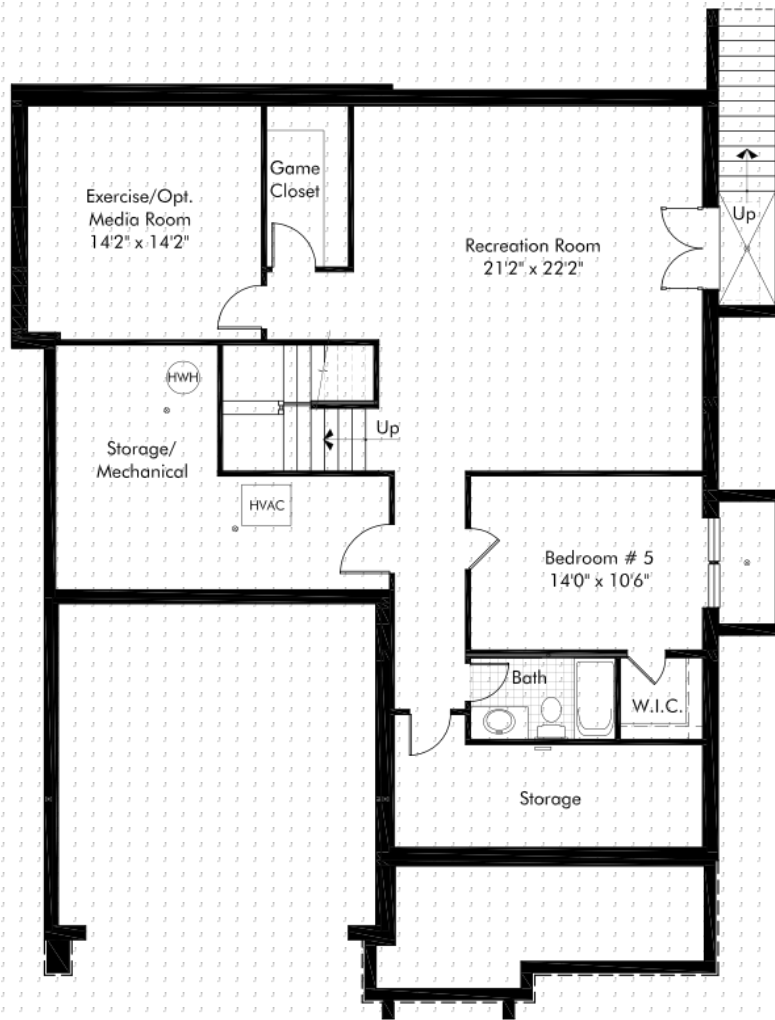 Exercise/Opt.
Media Room
14'2" x 14'2"
Game
Closet
Recreation Room
21'2" x 22'2"
Up
HWH
Storage/
Mechanical
Up
HVAC
Bedroom # 5
14'0" x 10'6"
Bath
W.I.C.
Storage